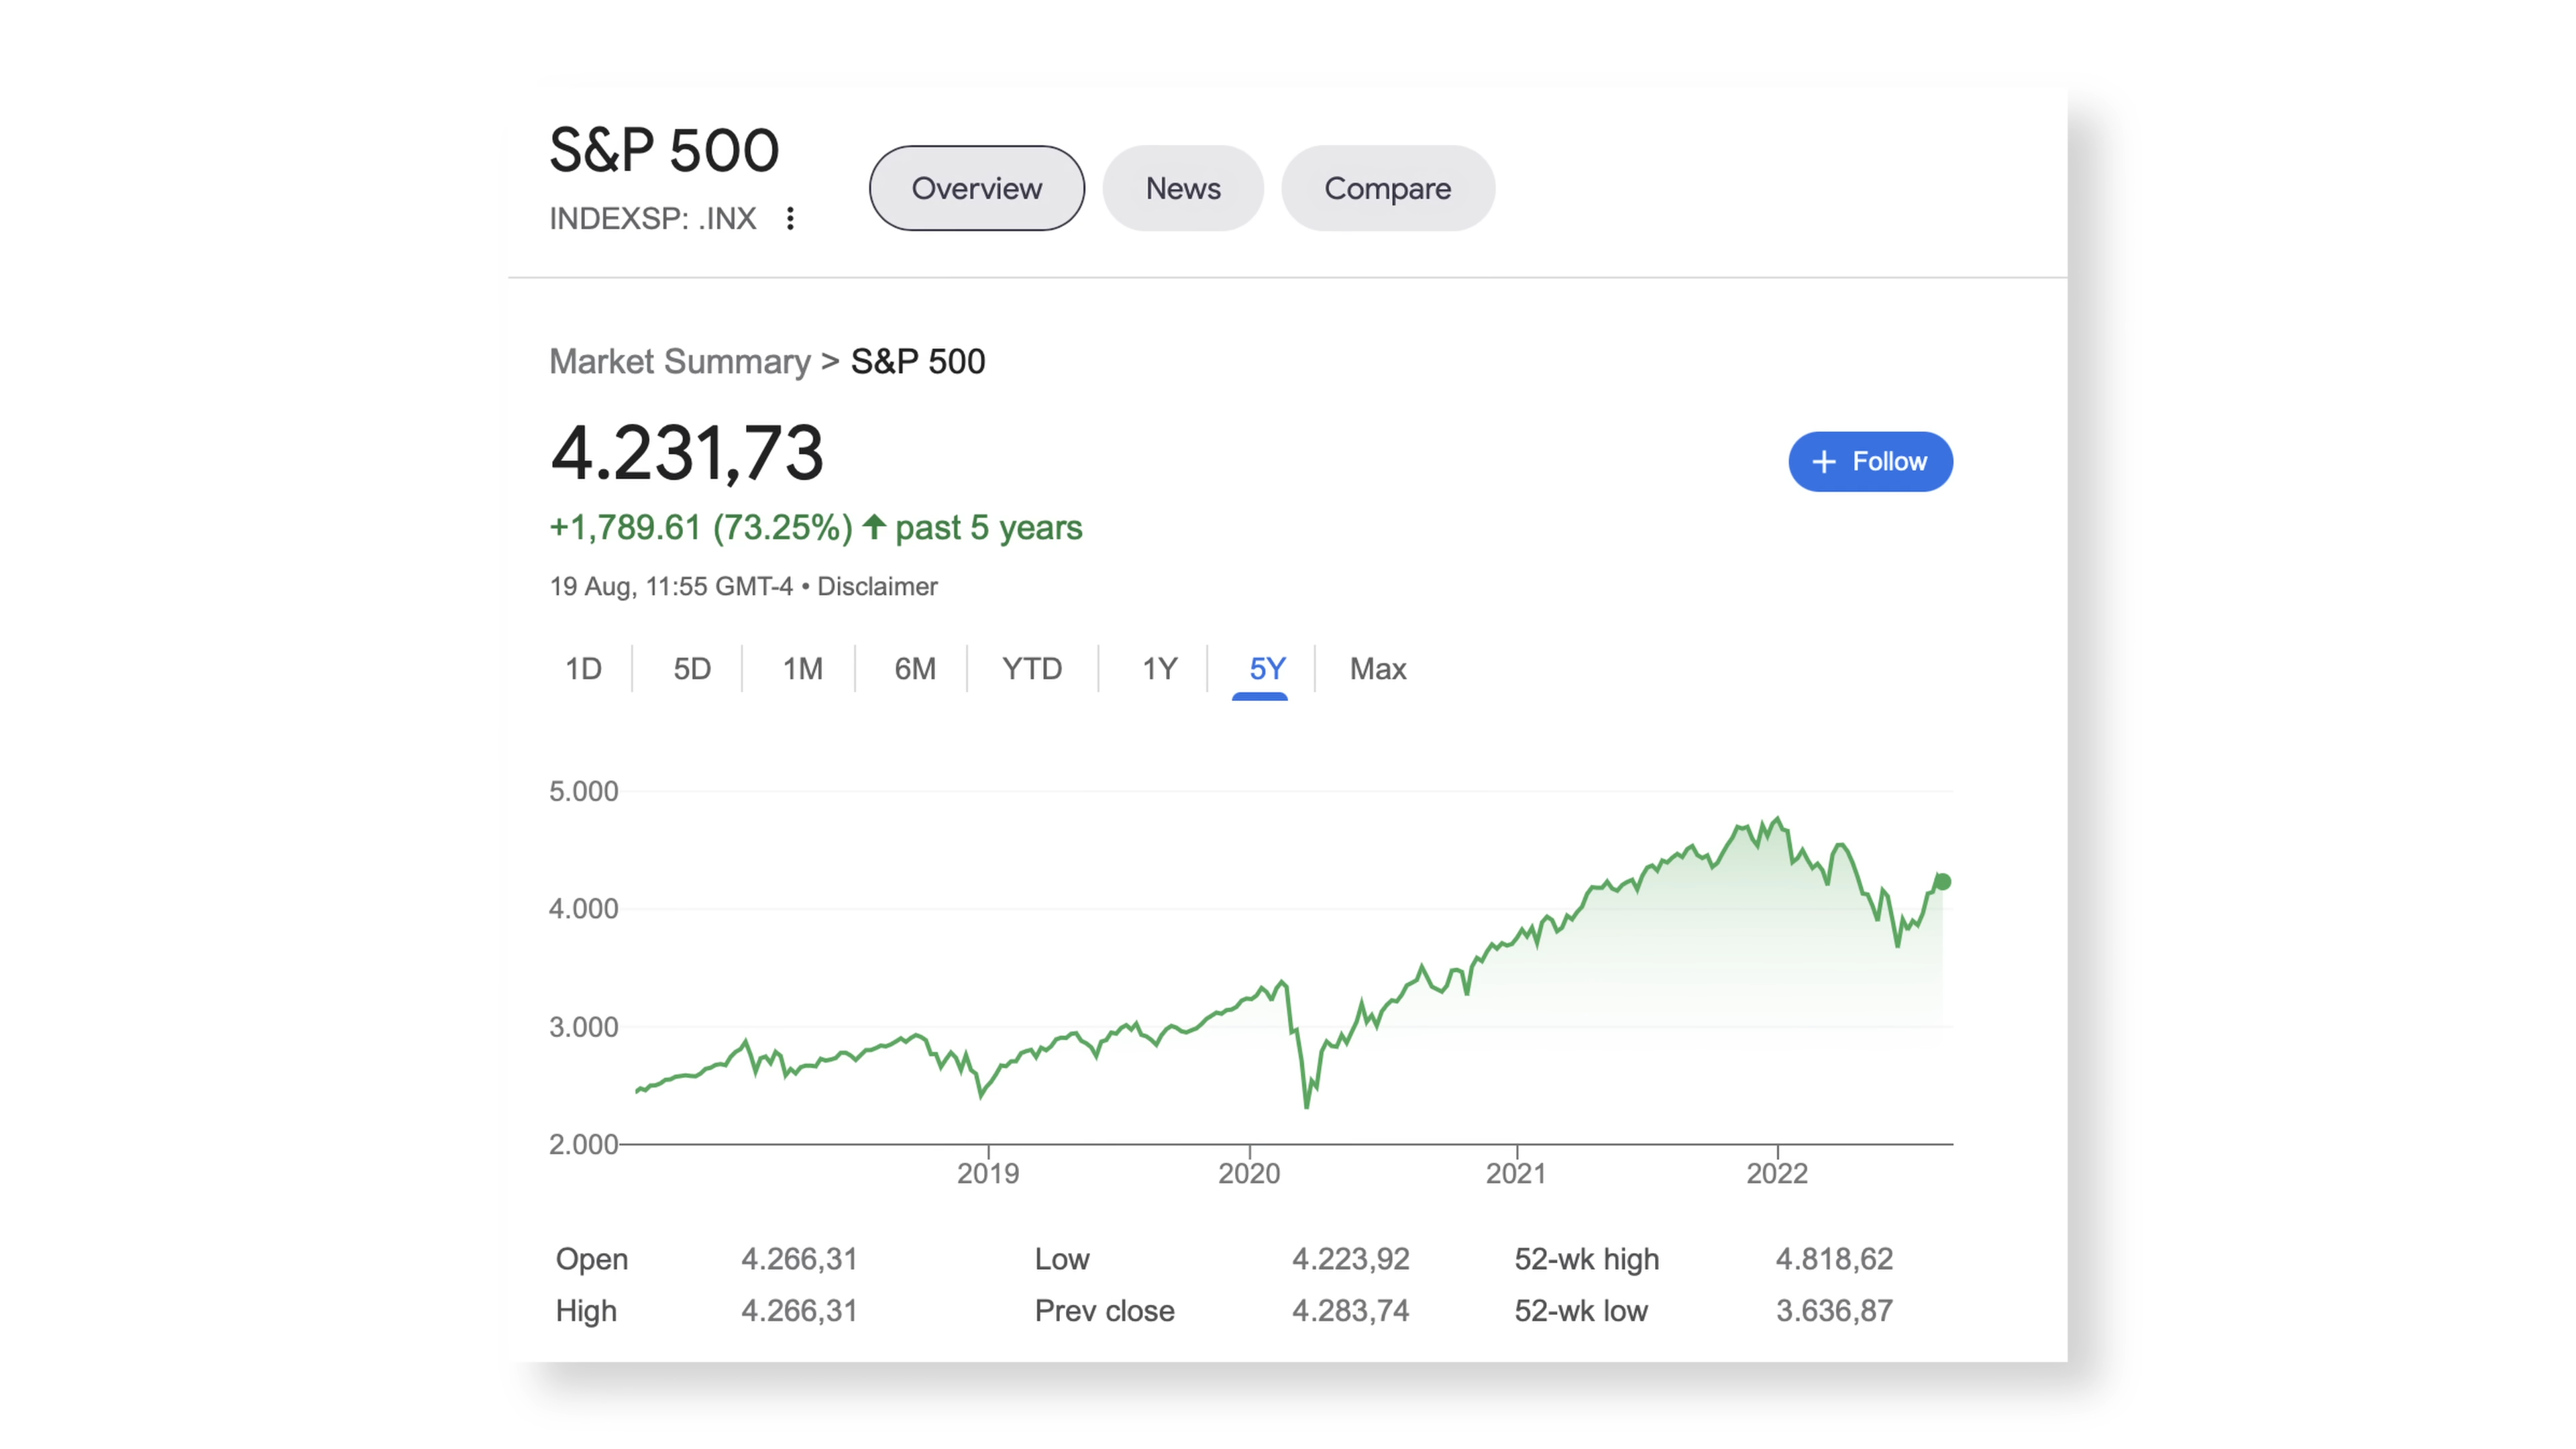 S&P 500
INDEXSP: .INX
Overview
News
Compare
Market Summary > S&P 500
4.231,73
+ Follow
+1,789.61 (73.25%) ↑ past 5 years
19 Aug, 11:55 GMT-4 • Disclaimer
1D 5D 1M 6M YTD 1Y 5Y Max
5.000
4.000
3.000
2.000
2019 2020 2021 2022
Open 4.266,31 Low 4.223,92 52-wk high 4.818,62
High 4.266,31 Prev close 4.283,74 52-wk low 3.636,87